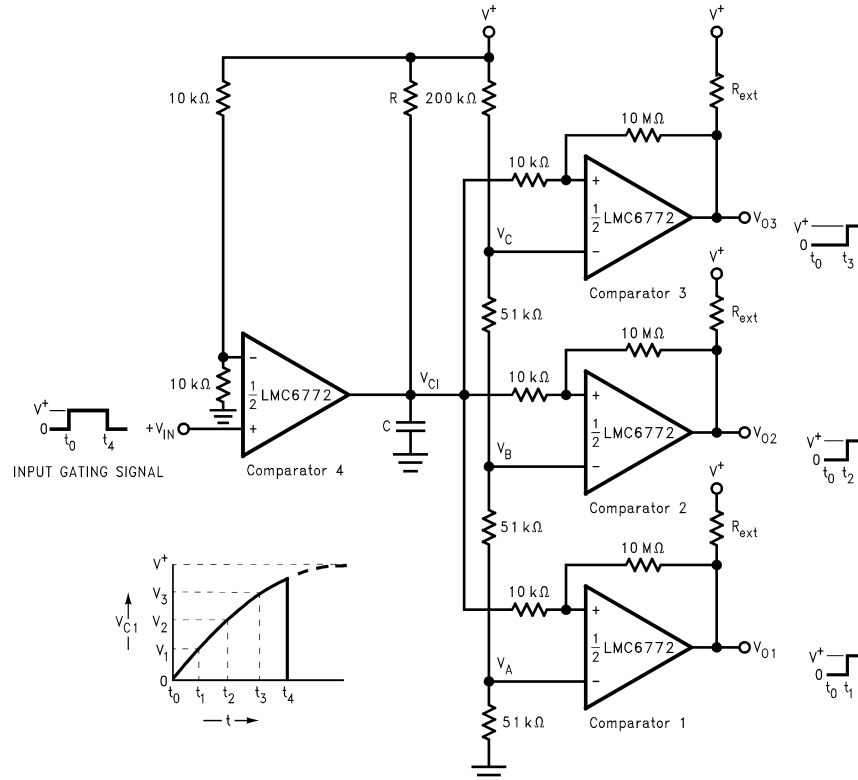 V⁺
V⁺
10 kΩ
R
200 kΩ
Rext
10 MΩ
10 kΩ
+
1/2 LMC6772
−
VO3
V⁺
0
t0
t3
VC
Comparator 3
V⁺
51 kΩ
Rext
10 MΩ
VC1
10 kΩ
+
1/2 LMC6772
−
VO2
V⁺
0
t0
t2
VB
Comparator 2
10 kΩ
−
1/2 LMC6772
+
Comparator 4
C
V⁺
0
t0
t4
+VIN
INPUT GATING SIGNAL
V⁺
51 kΩ
Rext
10 MΩ
10 kΩ
+
1/2 LMC6772
−
VO1
V⁺
0
t0
t1
VA
51 kΩ
Comparator 1
V⁺
V3
V2
V1
0
VC1
t0
t1
t2
t3
t4
t